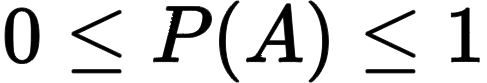 0 ≤ P(A) ≤ 1